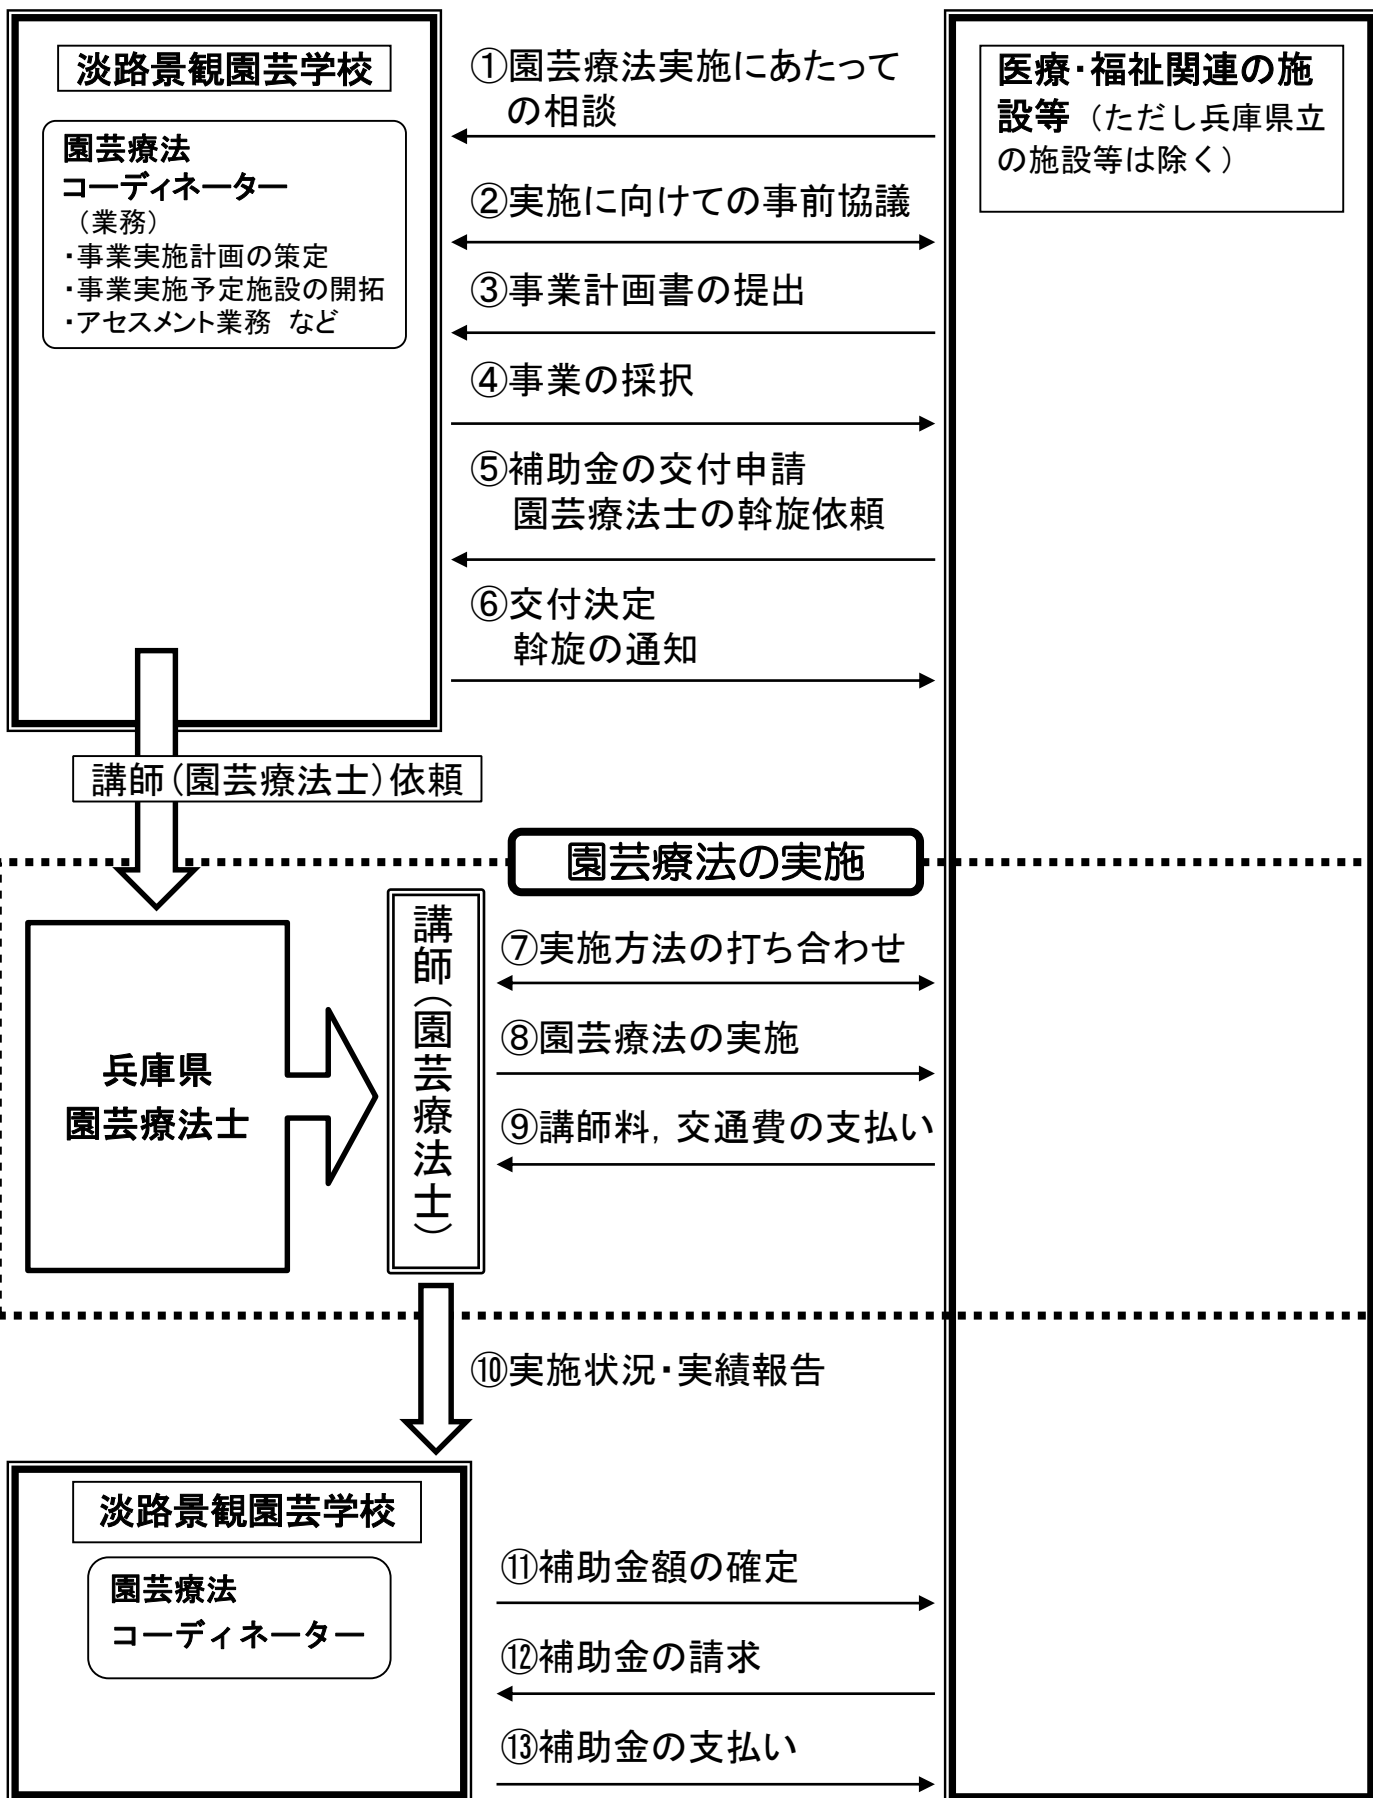 淡路景観園芸学校
園芸療法
コーディネーター
（業務）
・事業実施計画の策定
・事業実施予定施設の開拓
・アセスメント業務　など
①園芸療法実施にあたって
の相談
②実施に向けての事前協議
③事業計画書の提出
④事業の採択
⑤補助金の交付申請
園芸療法士の斡旋依頼
⑥交付決定
斡旋の通知
医療・福祉関連の施
設等（ただし兵庫県立
の施設等は除く）
講師（園芸療法士）依頼
園芸療法の実施
兵庫県
園芸療法士
講師（園芸療法士）
⑦実施方法の打ち合わせ
⑧園芸療法の実施
⑨講師料，交通費の支払い
⑩実施状況・実績報告
淡路景観園芸学校
園芸療法
コーディネーター
⑪補助金額の確定
⑫補助金の請求
⑬補助金の支払い